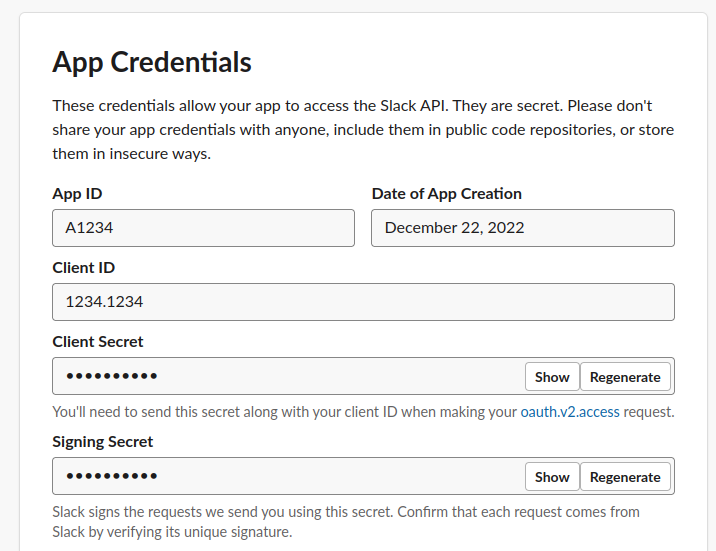 App Credentials
These credentials allow your app to access the Slack API. They are secret. Please don't
share your app credentials with anyone, include them in public code repositories, or store
them in insecure ways.
App ID
Date of App Creation
A1234
December 22, 2022
Client ID
1234.1234
Client Secret
••••••••••
Show
Regenerate
You'll need to send this secret along with your client ID when making your oauth.v2.access request.
Signing Secret
••••••••••
Show
Regenerate
Slack signs the requests we send you using this secret. Confirm that each request comes from
Slack by verifying its unique signature.